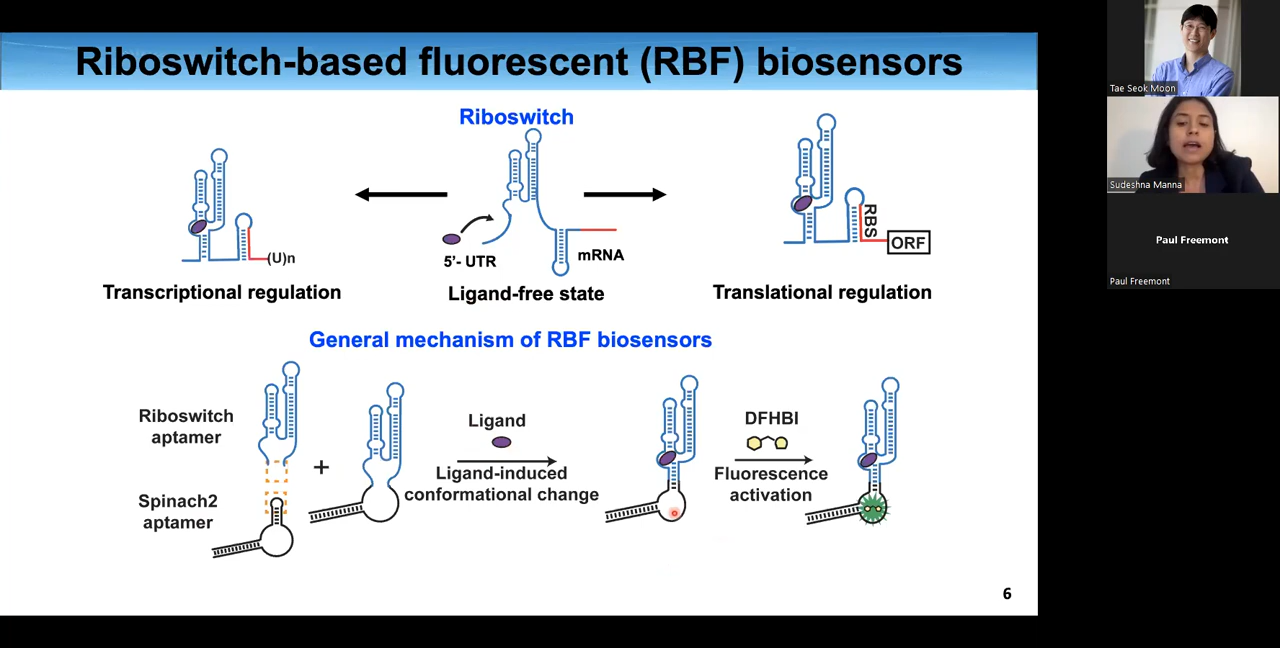 Riboswitch-based fluorescent (RBF) biosensors
Riboswitch
5'- UTR
mRNA
(U)n
RBS
ORF
Transcriptional regulation
Ligand-free state
Translational regulation
General mechanism of RBF biosensors
Riboswitch
aptamer
+
Spinach2
aptamer
Ligand
Ligand-induced
conformational change
DFHBI
Fluorescence
activation
6
Tae Seok Moon
Sudeshna Manna
Paul Freemont
Paul Freemont